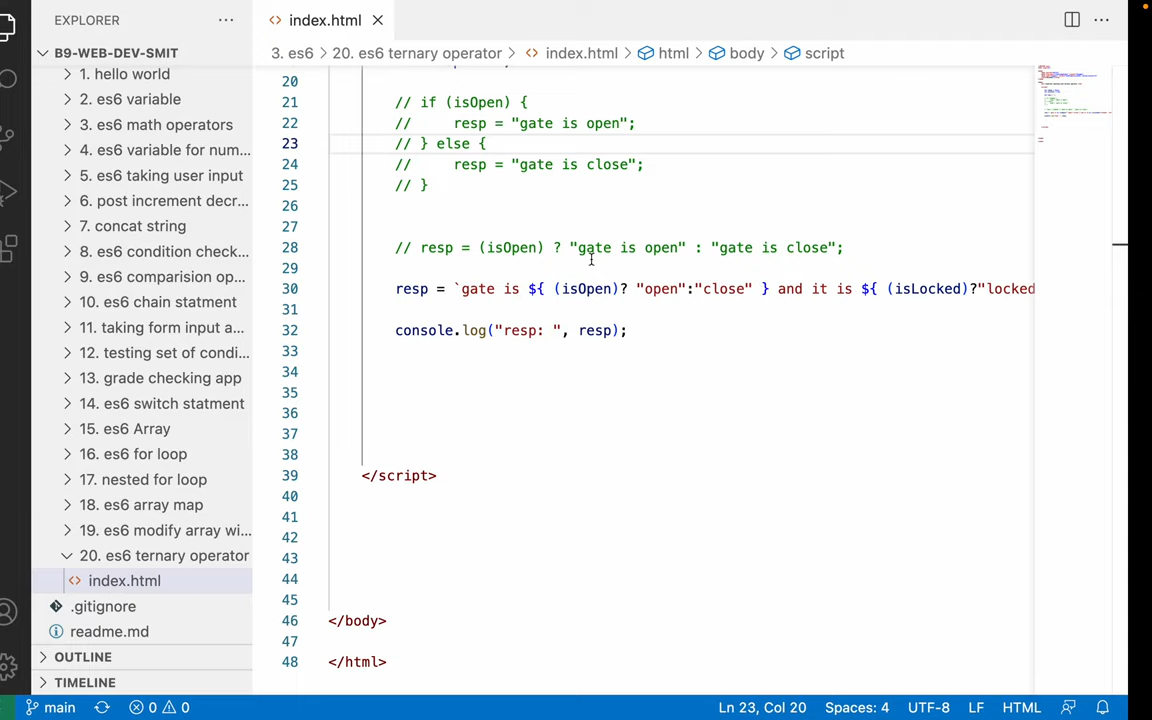 EXPLORER
index.html
B9-WEB-DEV-SMIT
3. es6 > 20. es6 ternary operator > index.html > html > body > script
1. hello world
2. es6 variable
3. es6 math operators
4. es6 variable for num...
5. es6 taking user input
6. post increment decr...
7. concat string
8. es6 condition check...
9. es6 comparision op...
10. es6 chain statment
11. taking form input a...
12. testing set of condi...
13. grade checking app
14. es6 switch statment
15. es6 Array
16. es6 for loop
17. nested for loop
18. es6 array map
19. es6 modify array wi...
20. es6 ternary operator
index.html
.gitignore
readme.md
OUTLINE
TIMELINE
20
21 // if (isOpen) {
22 // resp = "gate is open";
23 // } else {
24 // resp = "gate is close";
25 // }
26
27
28 // resp = (isOpen) ? "gate is open" : "gate is close";
29
30 resp = `gate is ${ (isOpen)? "open":"close" } and it is ${ (isLocked)?"locked
31
32 console.log("resp: ", resp);
33
34
35
36
37
38
39 </script>
40
41
42
43
44
45
46 </body>
47
48 </html>
main 0 0 Ln 23, Col 20 Spaces: 4 UTF-8 LF HTML